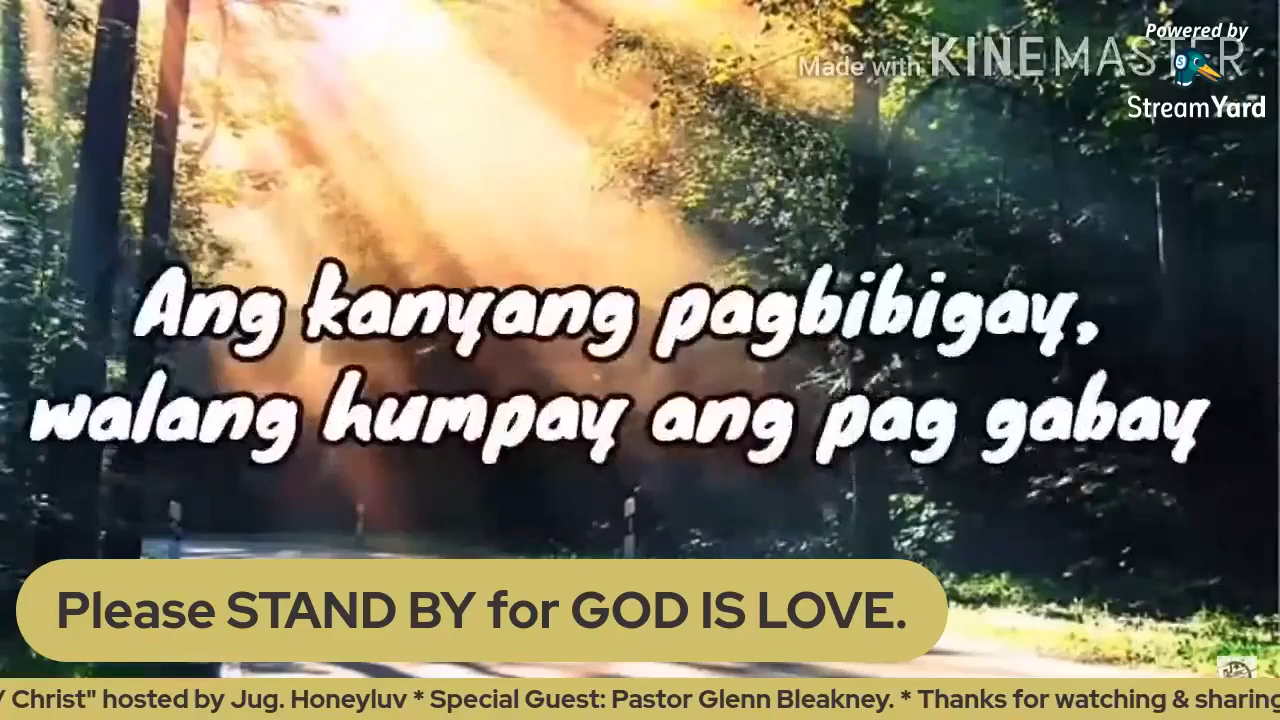 Powered by
Made with KINEMASTER
StreamYard
Ang kanyang pagbibigay,
walang humpay ang pag gabay
Please STAND BY for GOD IS LOVE.
Christ" hosted by Jug. Honeyluv * Special Guest: Pastor Glenn Bleakney. * Thanks for watching & sharing